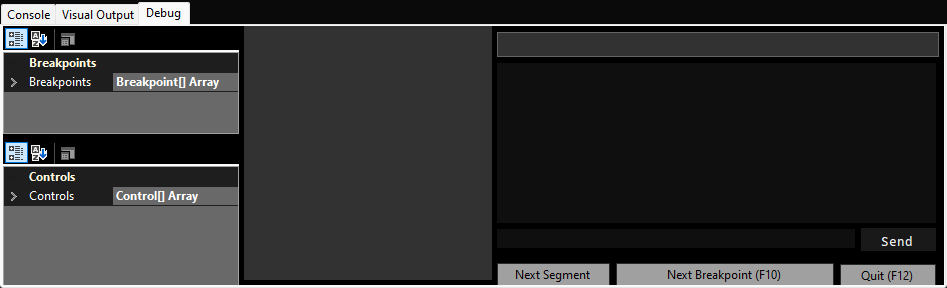 Console Visual Output Debug
Breakpoints
Breakpoints Breakpoint[] Array
Controls
Controls Control[] Array
Send
Next Segment Next Breakpoint (F10) Quit (F12)